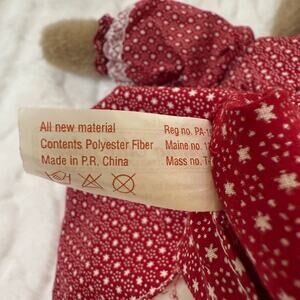 All new material
Contents Polyester Fiber
Made in P.R. China
Reg no. PA-
Maine no.
Mass no. T-